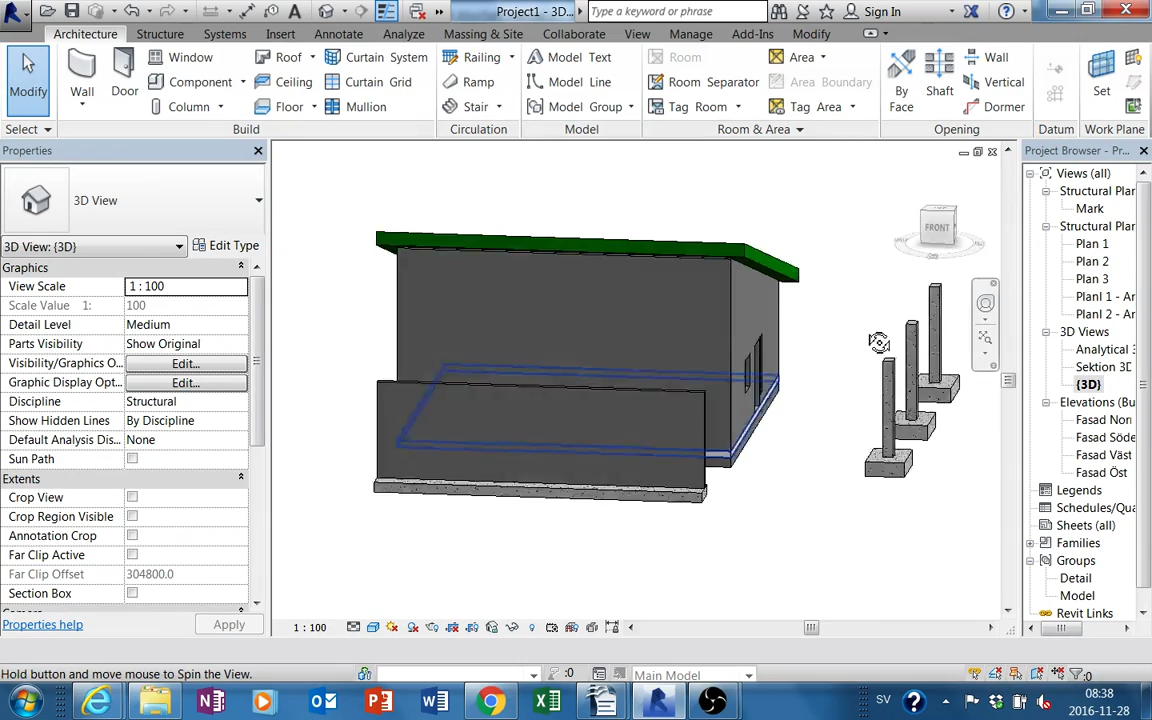 Project1 - 3D...
Type a keyword or phrase
Sign In
Architecture Structure Systems Insert Annotate Analyze Massing & Site Collaborate View Manage Add-Ins Modify
Modify
Wall
Door
Window
Component
Column
Roof
Ceiling
Floor
Curtain System
Curtain Grid
Mullion
Railing
Ramp
Stair
Model Text
Model Line
Model Group
Room
Room Separator
Tag Room
Area
Area Boundary
Tag Area
By Face
Shaft
Wall
Vertical
Dormer
Set
Select Build Circulation Model Room & Area Opening Datum Work Plane
Properties
3D View
3D View: {3D} Edit Type
Graphics
View Scale 1 : 100
Scale Value 1: 100
Detail Level Medium
Parts Visibility Show Original
Visibility/Graphics O... Edit...
Graphic Display Opt... Edit...
Discipline Structural
Show Hidden Lines By Discipline
Default Analysis Dis... None
Sun Path
Extents
Crop View
Crop Region Visible
Annotation Crop
Far Clip Active
Far Clip Offset 304800.0
Section Box
Properties help Apply
FRONT
1 : 100
Project Browser - Pr...
Views (all)
Structural Plar
Mark
Structural Plar
Plan 1
Plan 2
Plan 3
Planl 1 - Ar
Planl 2 - Ar
3D Views
Analytical 3
Sektion 3D
{3D}
Elevations (Bu
Fasad Nor
Fasad Söde
Fasad Väst
Fasad Öst
Legends
Schedules/Qua
Sheets (all)
Families
Groups
Detail
Model
Revit Links
Hold button and move mouse to Spin the View.
:0
Main Model
:0
SV
08:38
2016-11-28